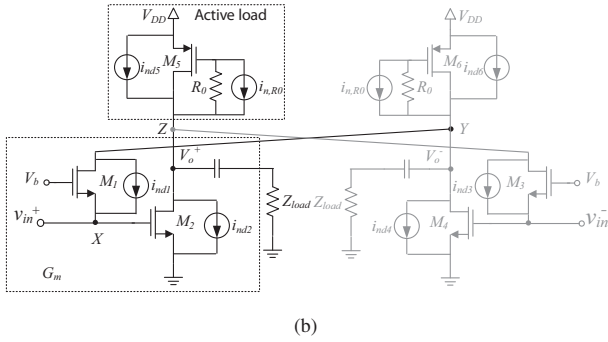 V_DD Active load V_DD
i_nd5 M_5 R_0 i_n,R0 i_n,R0 R_0 M_6 i_nd6
Z Y
V_o^+ V_o^-
V_b M_1 i_nd1 i_nd3 M_3 V_b
Z_load Z_load
v_in^+ X M_2 i_nd2 i_nd4 M_4 v_in^-
G_m
(b)